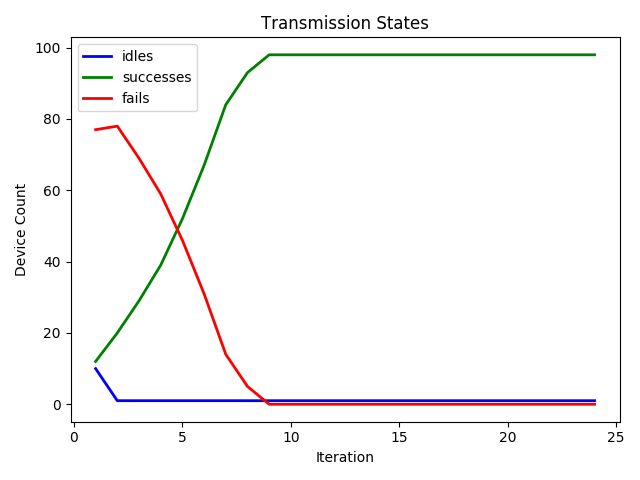 Transmission States
idles
successes
fails
Device Count
100
80
60
40
20
0
0 5 10 15 20 25
Iteration